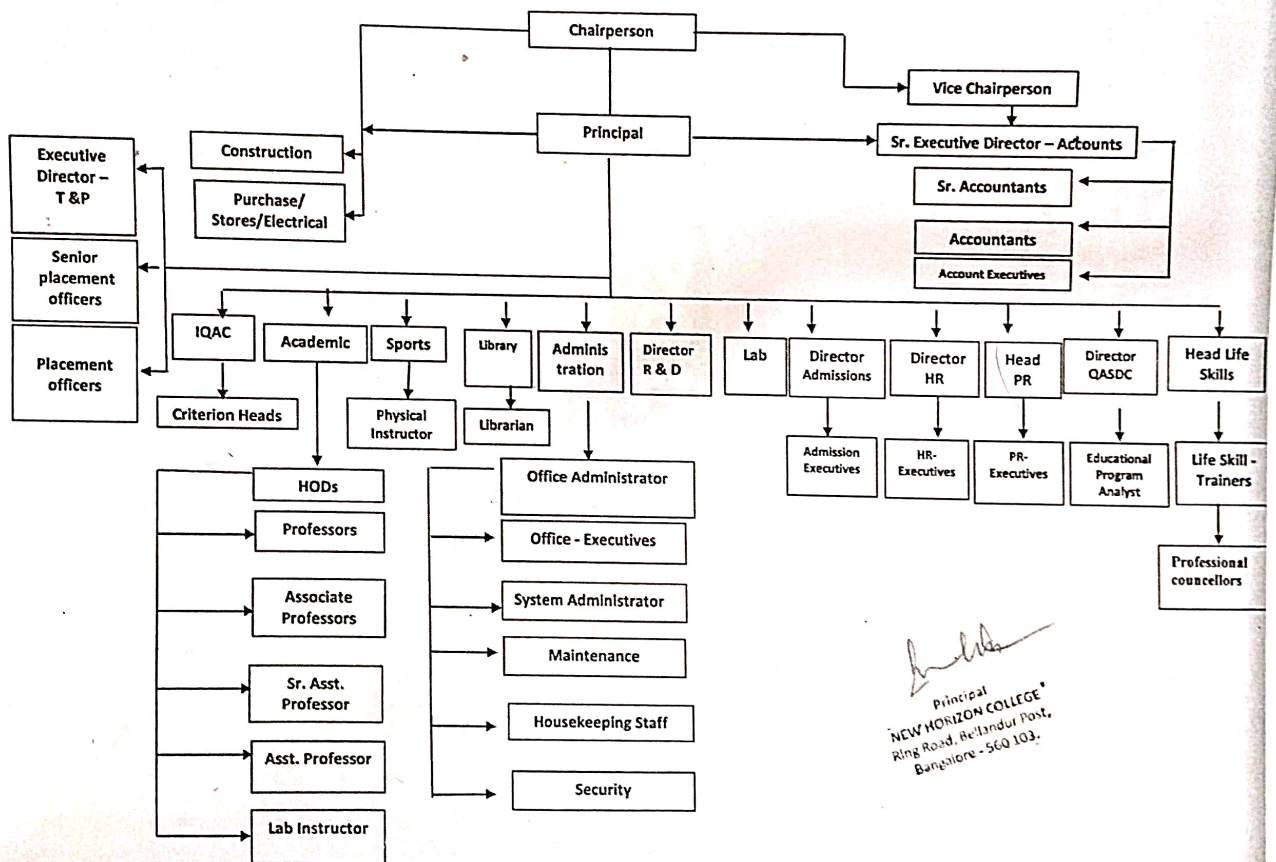 Chairperson
Vice Chairperson
Principal
Sr. Executive Director – Accounts
Executive
Director –
T &P
Construction
Purchase/
Stores/Electrical
Sr. Accountants
Accountants
Account Executives
Senior
placement
officers
Placement
officers
IQAC
Academic
Sports
Library
Adminis
tration
Director
R & D
Lab
Director
Admissions
Director
HR
Head
PR
Director
QASDC
Head Life
Skills
Criterion Heads
Physical
Instructor
Librarian
Admission
Executives
HR-
Executives
PR-
Executives
Educational
Program
Analyst
Life Skill -
Trainers
Professional
councellors
HODs
Professors
Associate
Professors
Sr. Asst.
Professor
Asst. Professor
Lab Instructor
Office Administrator
Office - Executives
System Administrator
Maintenance
Housekeeping Staff
Security
Principal
NEW HORIZON COLLEGE
Ring Road, Bellandur Post,
Bangalore - 560 103.